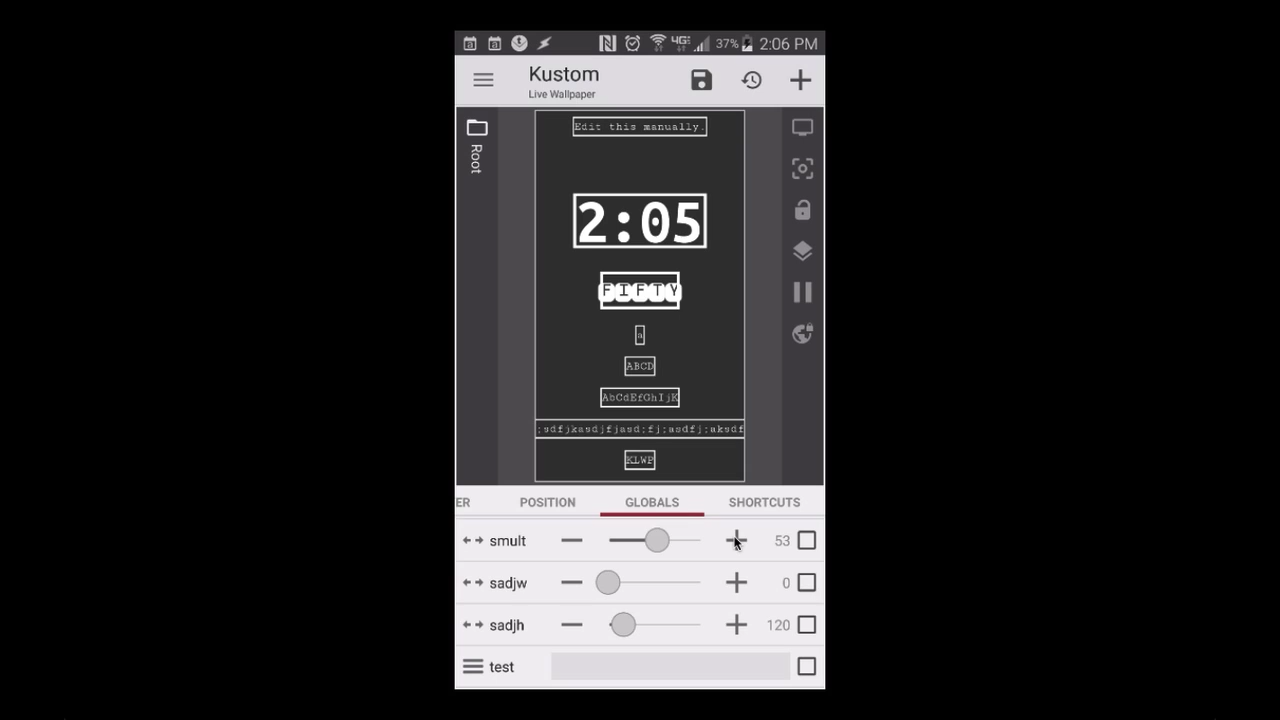 37% 2:06 PM
Kustom
Live Wallpaper
Root
Edit this manually.
2:05
FIFTY
a
ABCD
AbCdEfGhIjK
;sdfjkasdjfjasd;fj;asdfj;aksdf
KLWP
ER POSITION GLOBALS SHORTCUTS
smult 53
sadjw 0
sadjh 120
test